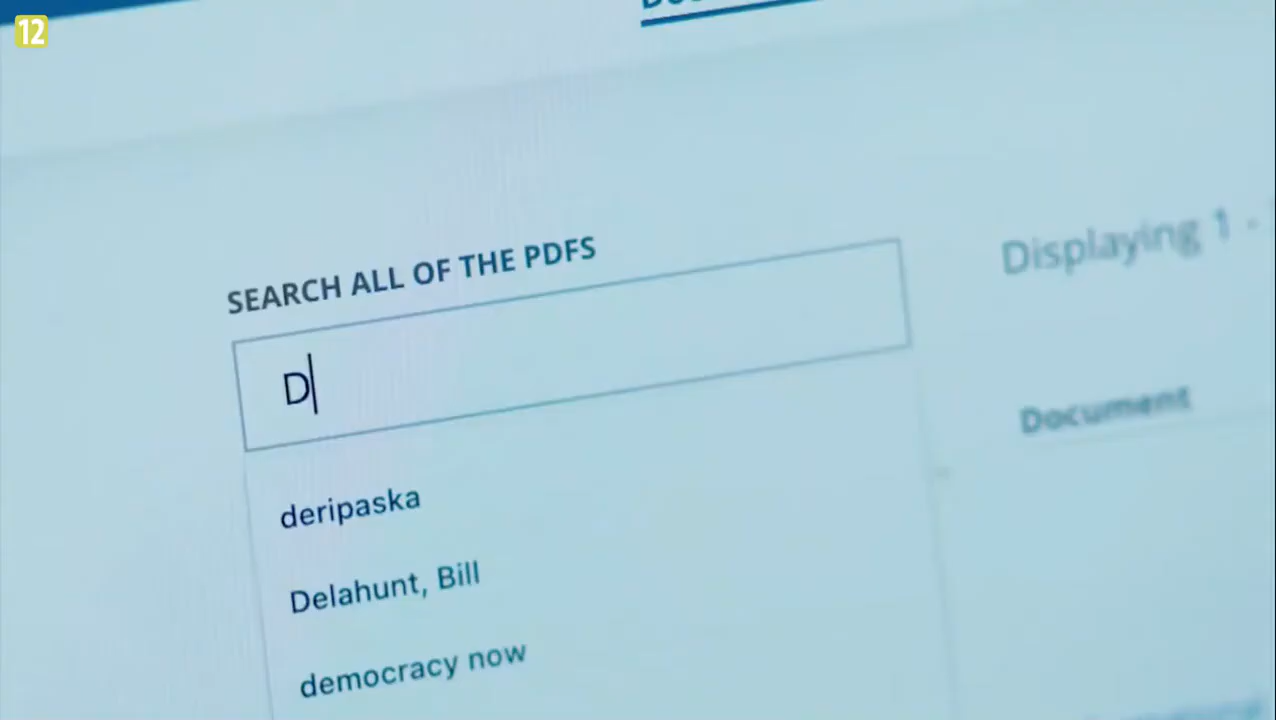 12
SEARCH ALL OF THE PDFS
Displaying 1 -
D
Document
deripaska
Delahunt, Bill
democracy now